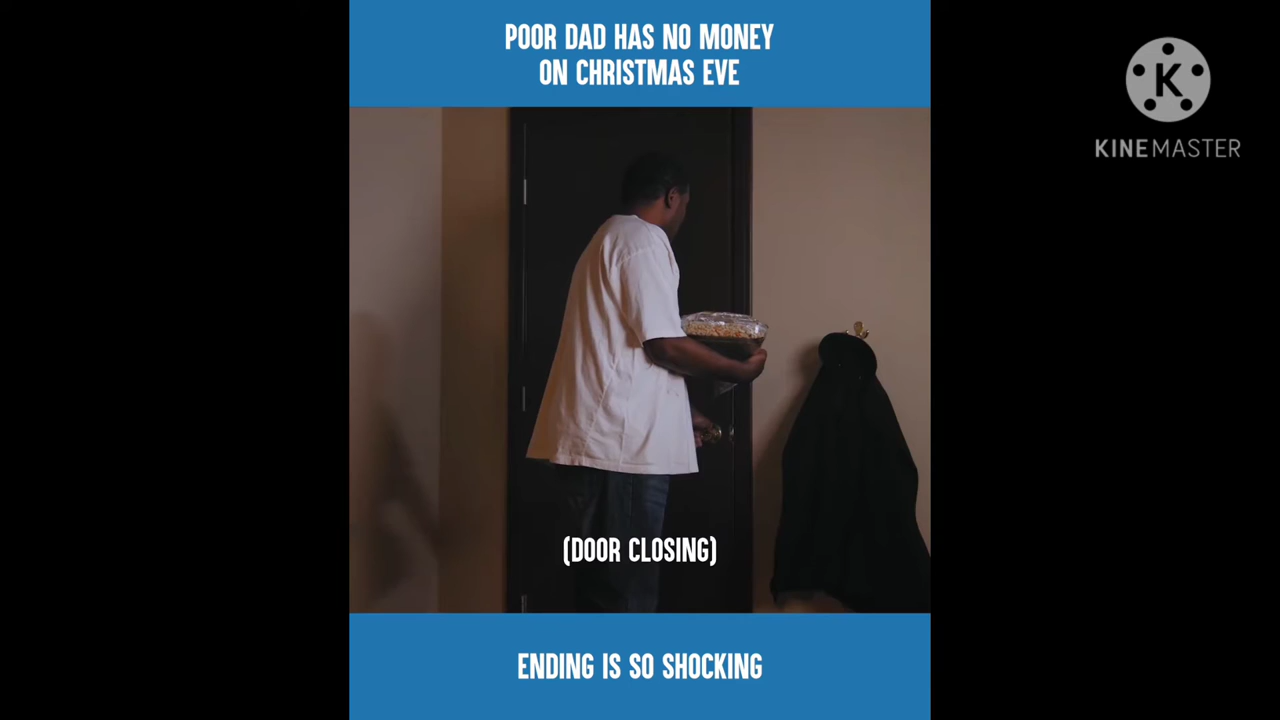 POOR DAD HAS NO MONEY
ON CHRISTMAS EVE
K
KINEMASTER
(DOOR CLOSING)
ENDING IS SO SHOCKING